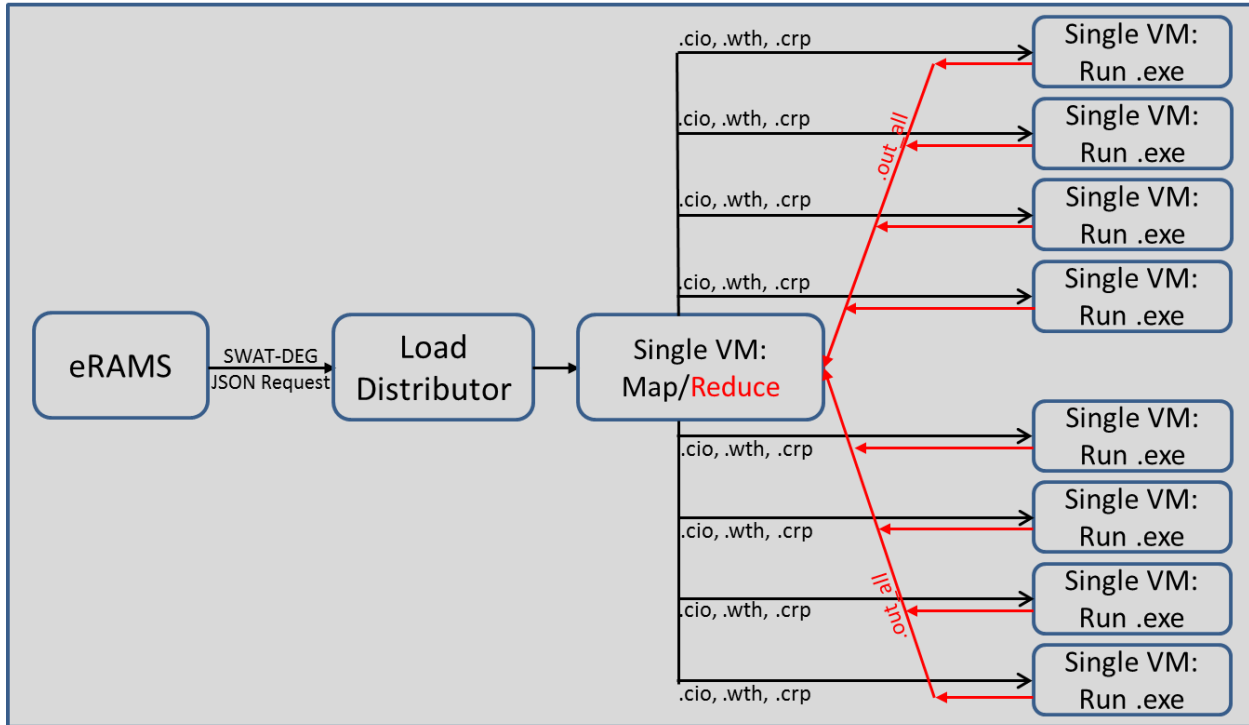 .cio, .wth, .crp
Single VM:
Run .exe
.cio, .wth, .crp
Single VM:
Run .exe
.out_all
.cio, .wth, .crp
Single VM:
Run .exe
.cio, .wth, .crp
Single VM:
Run .exe
eRAMS
SWAT-DEG
JSON Request
Load
Distributor
Single VM:
Map/Reduce
.cio, .wth, .crp
Single VM:
Run .exe
.cio, .wth, .crp
Single VM:
Run .exe
.out_all
.cio, .wth, .crp
Single VM:
Run .exe
.cio, .wth, .crp
Single VM:
Run .exe